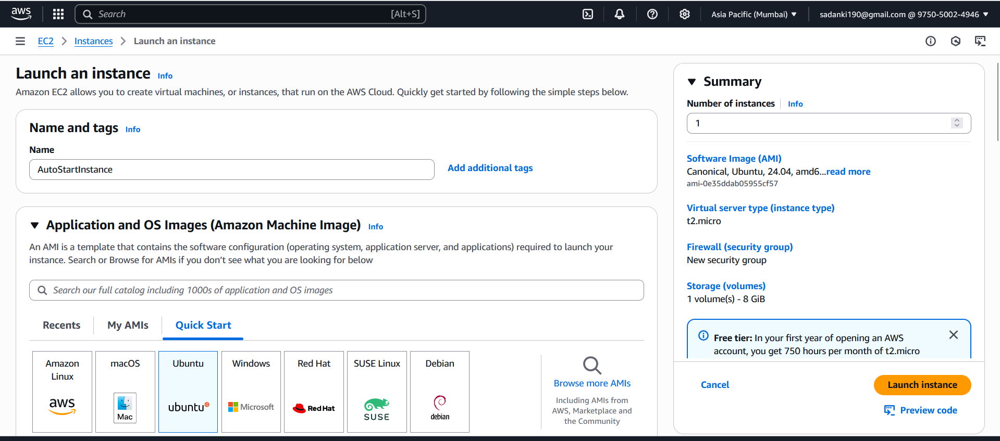 aws
Search [Alt+S]
Asia Pacific (Mumbai)
sadanki190@gmail.com @ 9750-5002-4946
EC2
Instances
Launch an instance
Launch an instance Info
Amazon EC2 allows you to create virtual machines, or instances, that run on the AWS Cloud. Quickly get started by following the simple steps below.
Name and tags Info
Name
AutoStartInstance
Add additional tags
Application and OS Images (Amazon Machine Image) Info
An AMI is a template that contains the software configuration (operating system, application server, and applications) required to launch your
instance. Search or Browse for AMIs if you don’t see what you are looking for below
Search our full catalog including 1000s of application and OS images
Recents
My AMIs
Quick Start
Amazon
Linux
aws
macOS
Mac
Ubuntu
ubuntu
Windows
Microsoft
Red Hat
Red Hat
SUSE Linux
SUSE
Debian
debian
Browse more AMIs
Including AMIs from
AWS, Marketplace and
the Community
Summary
Number of instances Info
1
Software Image (AMI)
Canonical, Ubuntu, 24.04, amd6...read more
ami-0e35ddab05955cf57
Virtual server type (instance type)
t2.micro
Firewall (security group)
New security group
Storage (volumes)
1 volume(s) - 8 GiB
Free tier: In your first year of opening an AWS
account, you get 750 hours per month of t2.micro
Cancel
Launch instance
Preview code